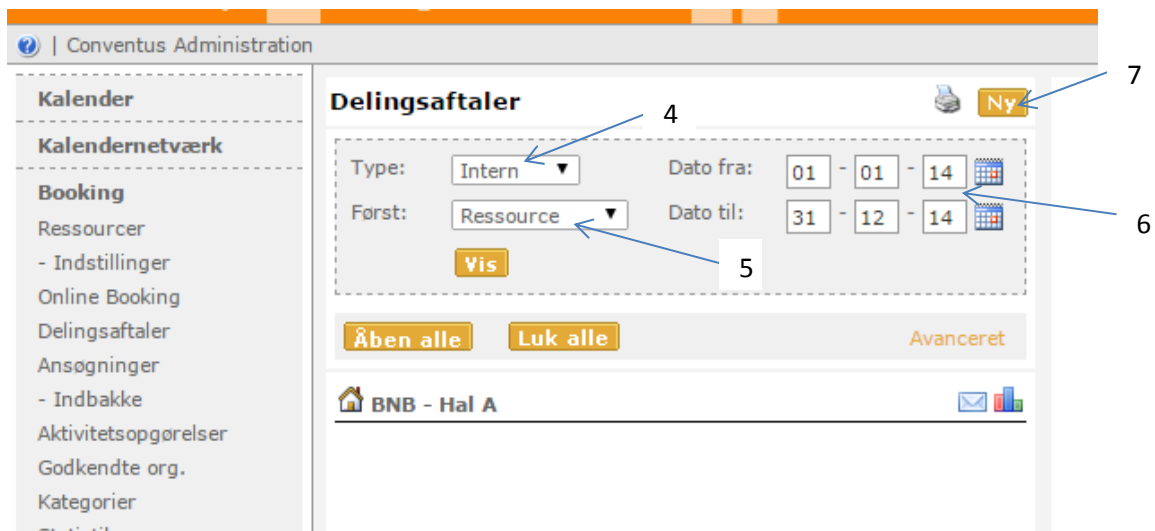 | Conventus Administration
Kalender
Kalendernetværk
Booking
Ressourcer
- Indstillinger
Online Booking
Delingsaftaler
Ansøgninger
- Indbakke
Aktivitetsopgørelser
Godkendte org.
Kategorier
Delingsaftaler
Ny
7
4
Type: Intern Dato fra: 01 - 01 - 14
Først: Ressource Dato til: 31 - 12 - 14
6
Vis
5
Åben alle Luk alle Avanceret
BNB - Hal A